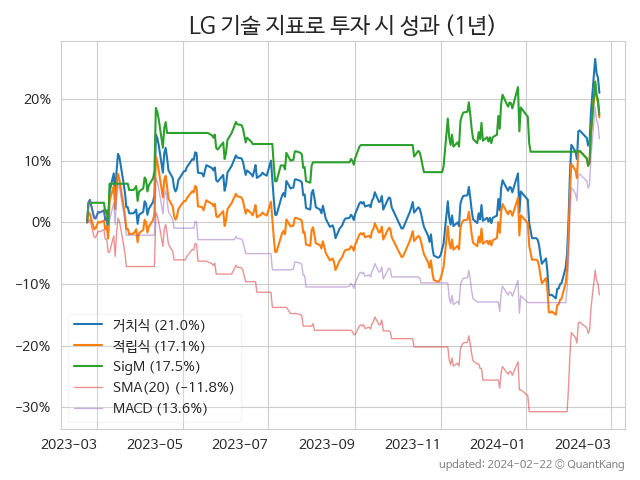 LG 기술 지표로 투자 시 성과 (1년)
20%
10%
0%
−10%
−20%
−30%
거치식 (21.0%)
적립식 (17.1%)
SigM (17.5%)
SMA(20) (−11.8%)
MACD (13.6%)
2023-03 2023-05 2023-07 2023-09 2023-11 2024-01 2024-03
updated: 2024-02-22 © QuantKang